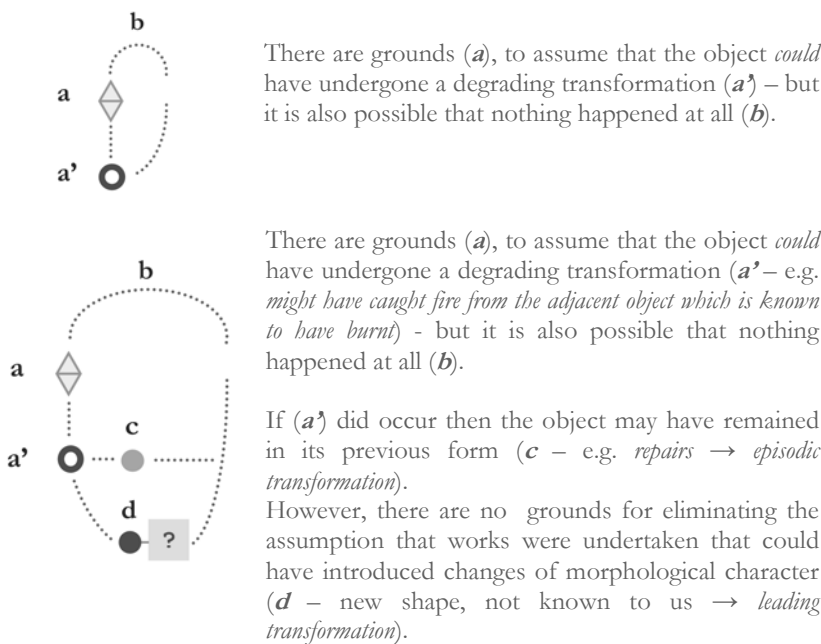 b
a
a’
There are grounds (a), to assume that the object could
have undergone a degrading transformation (a’) – but
it is also possible that nothing happened at all (b).
b
a
a’
c
d
?
There are grounds (a), to assume that the object could
have undergone a degrading transformation (a’ – e.g.
might have caught fire from the adjacent object which is known
to have burnt) - but it is also possible that nothing
happened at all (b).
If (a’) did occur then the object may have remained
in its previous form (c – e.g. repairs → episodic
transformation).
However, there are no grounds for eliminating the
assumption that works were undertaken that could
have introduced changes of morphological character
(d – new shape, not known to us → leading
transformation).